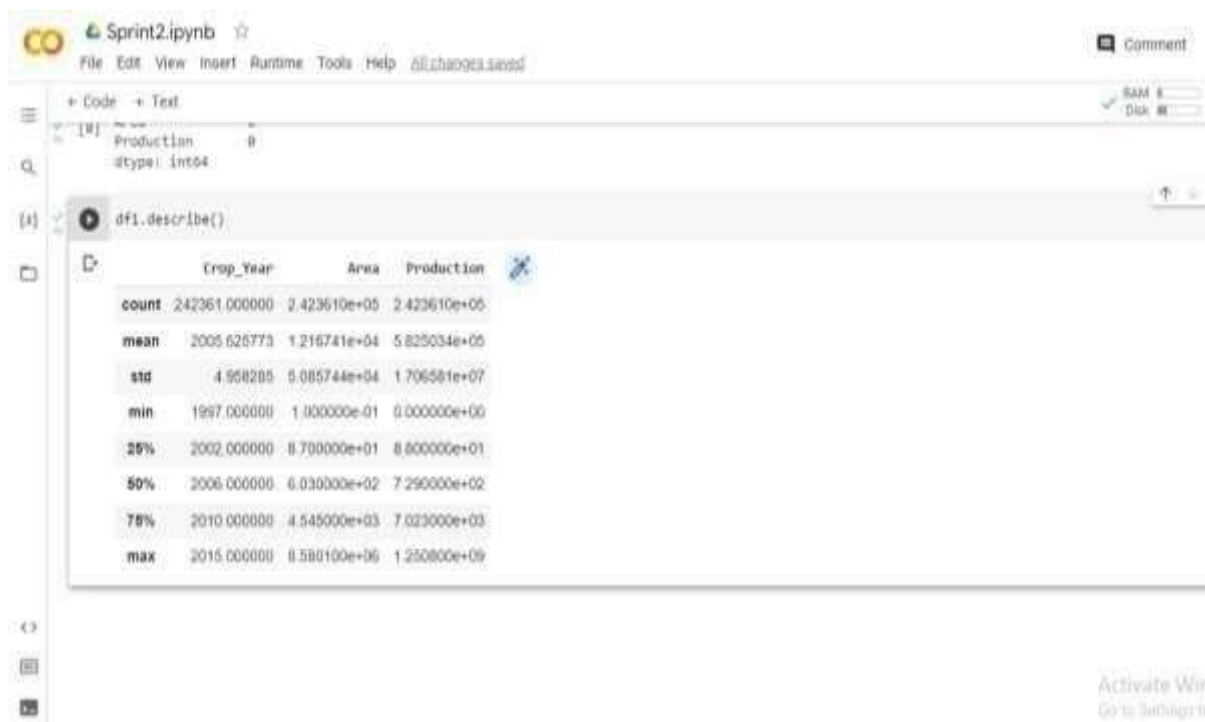 CO Sprint2.ipynb
Comment
File Edit View Insert Runtime Tools Help All changes saved
+ Code + Text
RAM
Disk
Production 0
dtype: int64
df1.describe()
Crop_Year Area Production
count 242361.000000 2.423610e+05 2.423610e+05
mean 2005.625773 1.216741e+04 5.825034e+05
std 4.958285 5.085744e+04 1.706581e+07
min 1997.000000 1.000000e-01 0.000000e+00
25% 2002.000000 8.700000e+01 8.800000e+01
50% 2006.000000 6.030000e+02 7.290000e+02
75% 2010.000000 4.545000e+03 7.023000e+03
max 2015.000000 8.580100e+06 1.250800e+09
Activate Win
Go to Settings t